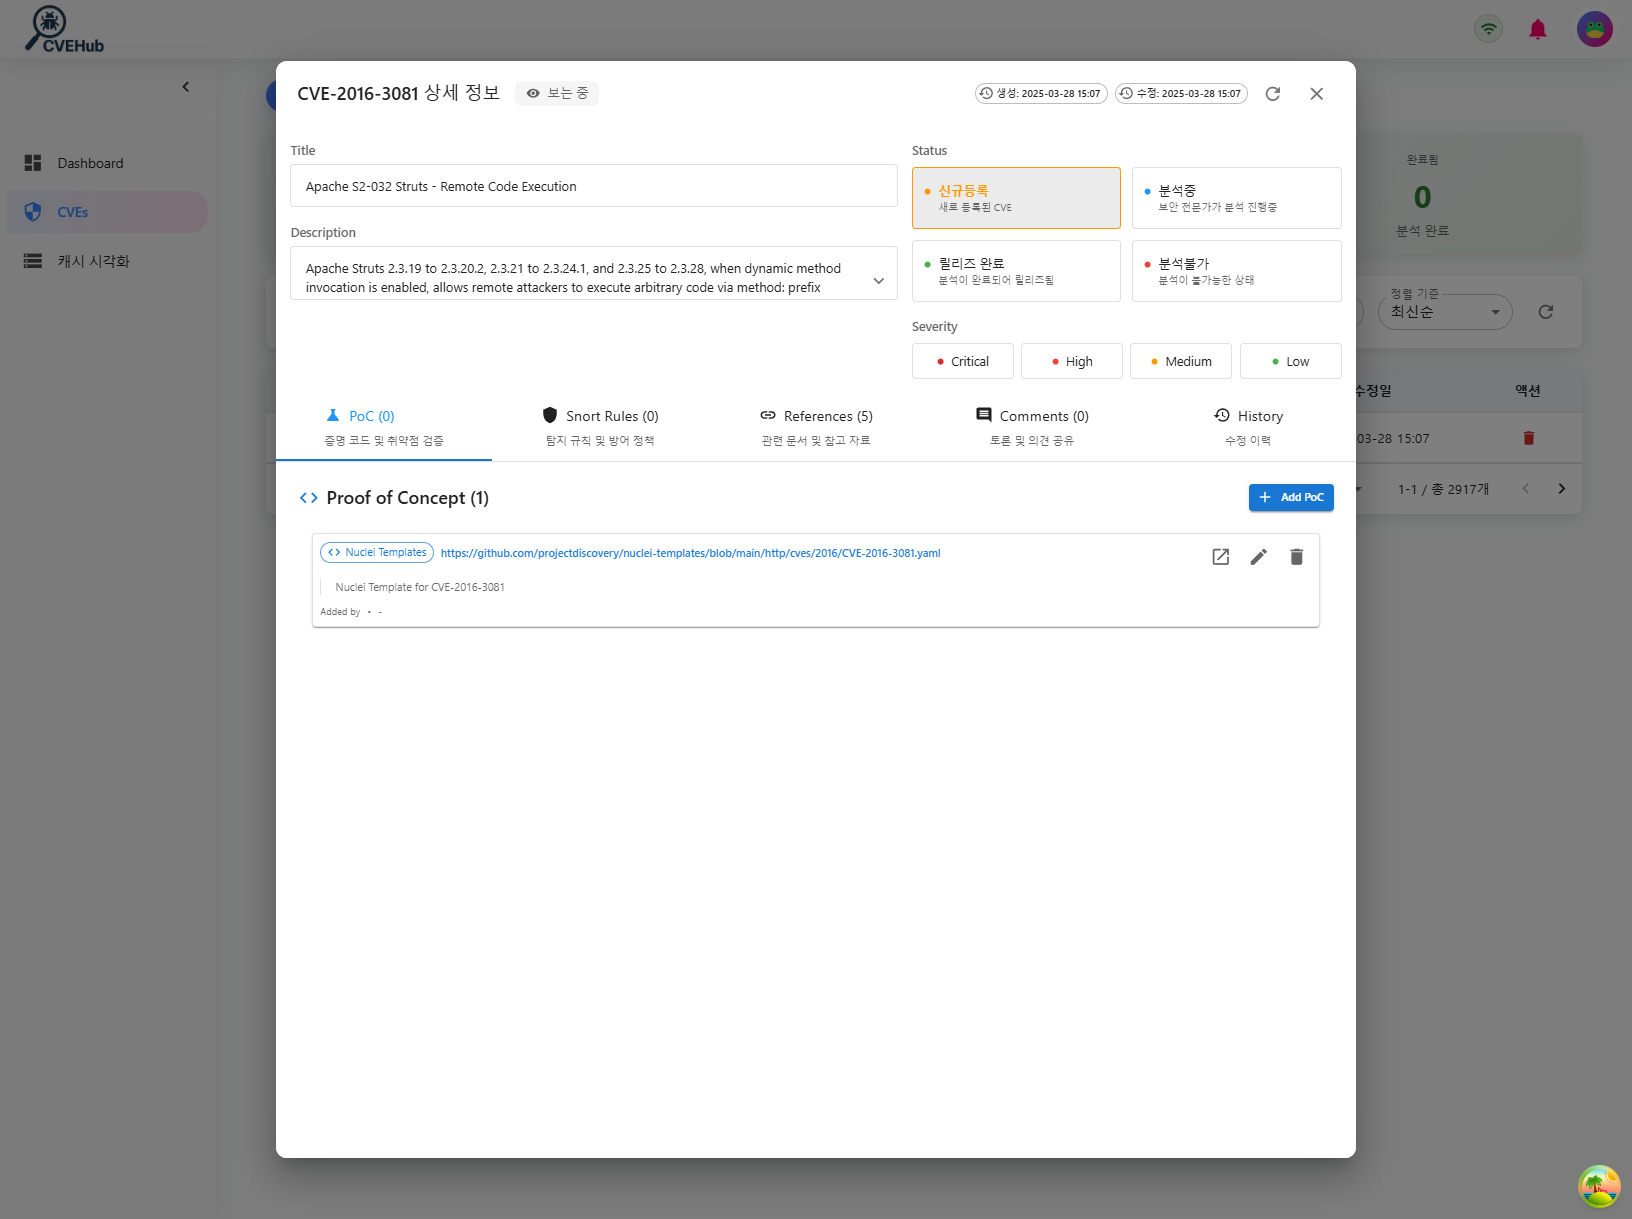 CVEHub
Dashboard
CVEs
캐시 시각화
CVE-2016-3081 상세 정보
보는 중
생성: 2025-03-28 15:07
수정: 2025-03-28 15:07
Title
Apache S2-032 Struts - Remote Code Execution
Description
Apache Struts 2.3.19 to 2.3.20.2, 2.3.21 to 2.3.24.1, and 2.3.25 to 2.3.28, when dynamic method
invocation is enabled, allows remote attackers to execute arbitrary code via method: prefix
Status
신규등록
새로 등록된 CVE
분석중
보안 전문가가 분석 진행중
릴리즈 완료
분석이 완료되어 릴리즈됨
분석불가
분석이 불가능한 상태
Severity
Critical
High
Medium
Low
PoC (0)
증명 코드 및 취약점 검증
Snort Rules (0)
탐지 규칙 및 방어 정책
References (5)
관련 문서 및 참고 자료
Comments (0)
토론 및 의견 공유
History
수정 이력
Proof of Concept (1)
Add PoC
Nuclei Templates
https://github.com/projectdiscovery/nuclei-templates/blob/main/http/cves/2016/CVE-2016-3081.yaml
Nuclei Template for CVE-2016-3081
Added by • -
완료됨
0
분석 완료
정렬 기준
최신순
수정일
액션
03-28 15:07
1-1 / 총 2917개